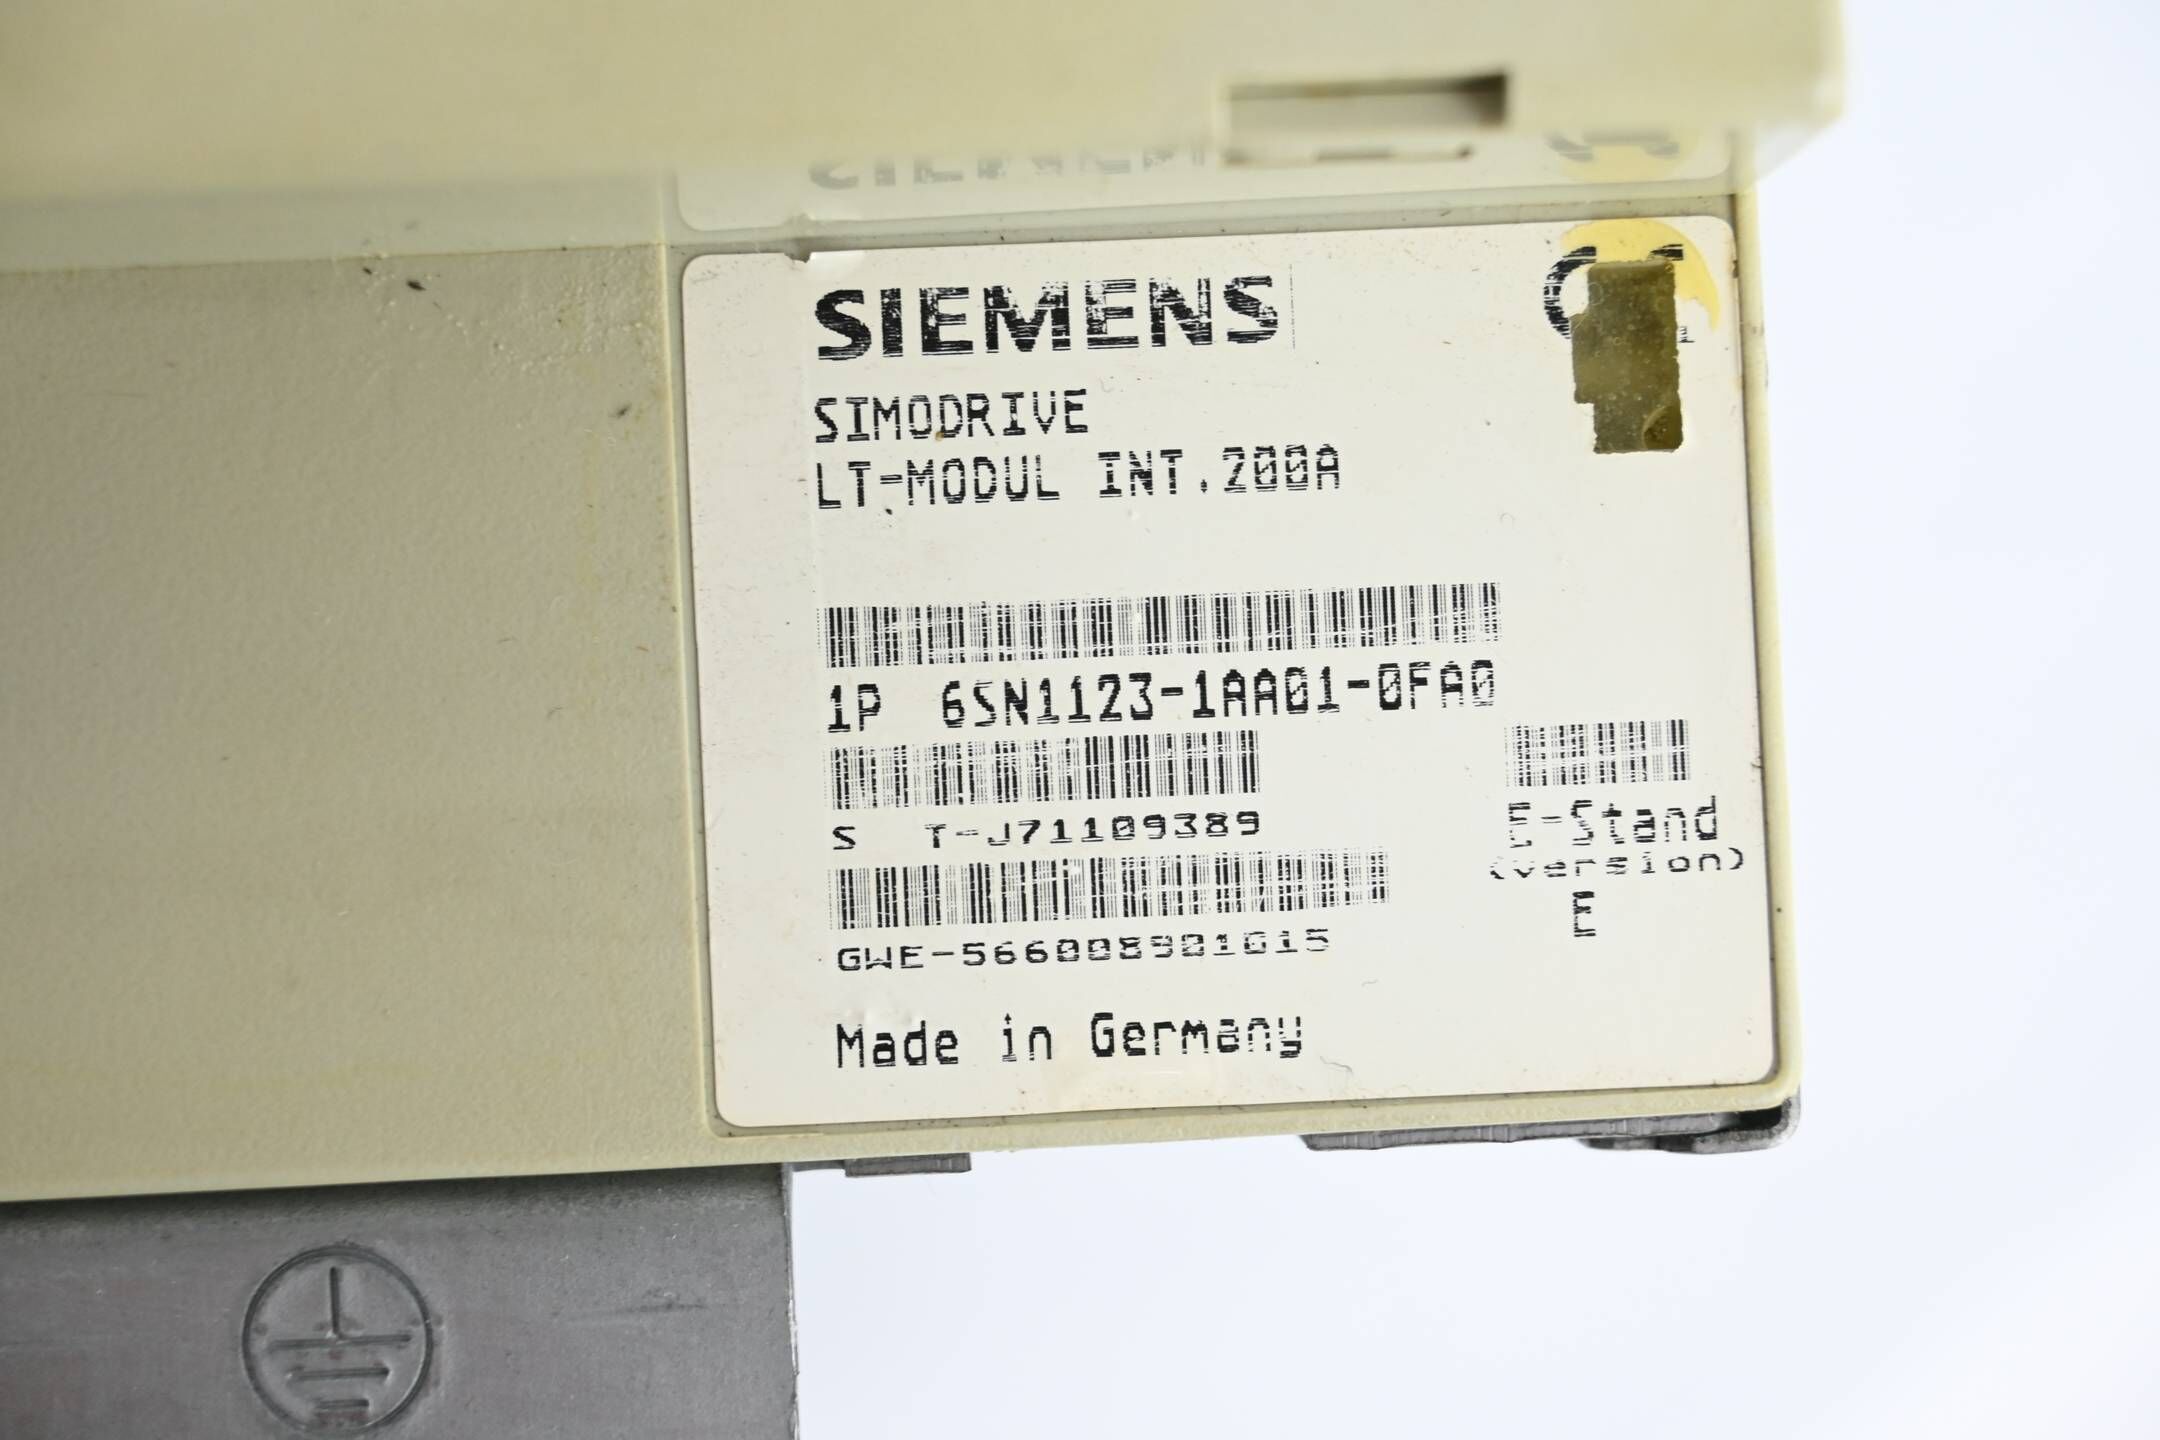 SIEMENS
SIMODRIVE
LT-MODUL INT.200A
1P 6SN1123-1AA01-0FA0
S T-J71109389
E-Stand
(version)
E
GWE-566008901015
Made in Germany